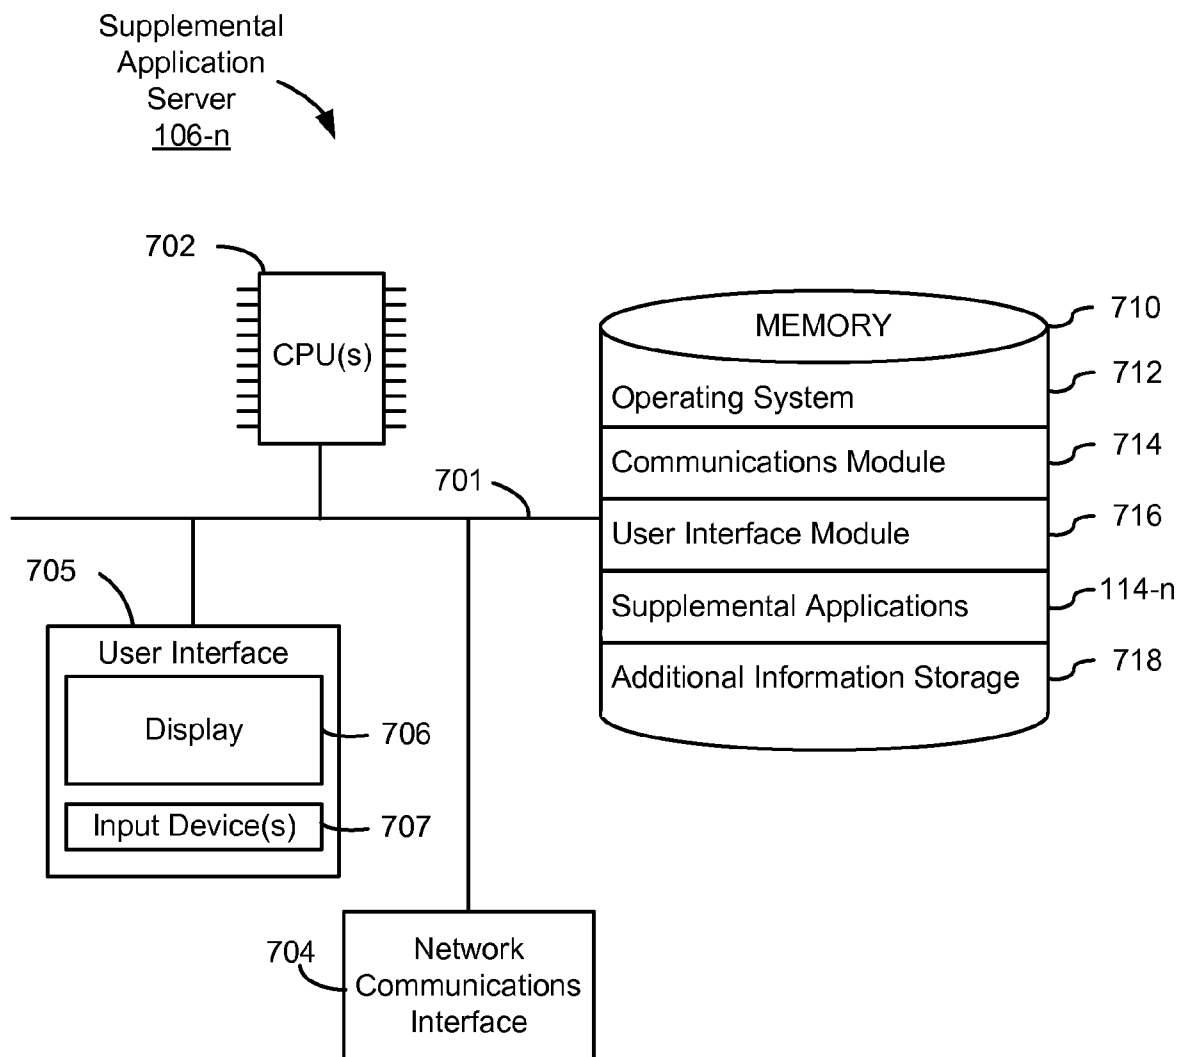 Supplemental
Application
Server
106-n
702
CPU(s)
701
MEMORY
710
Operating System
712
Communications Module
714
User Interface Module
716
Supplemental Applications
114-n
Additional Information Storage
718
705
User Interface
Display
706
Input Device(s)
707
704
Network
Communications
Interface